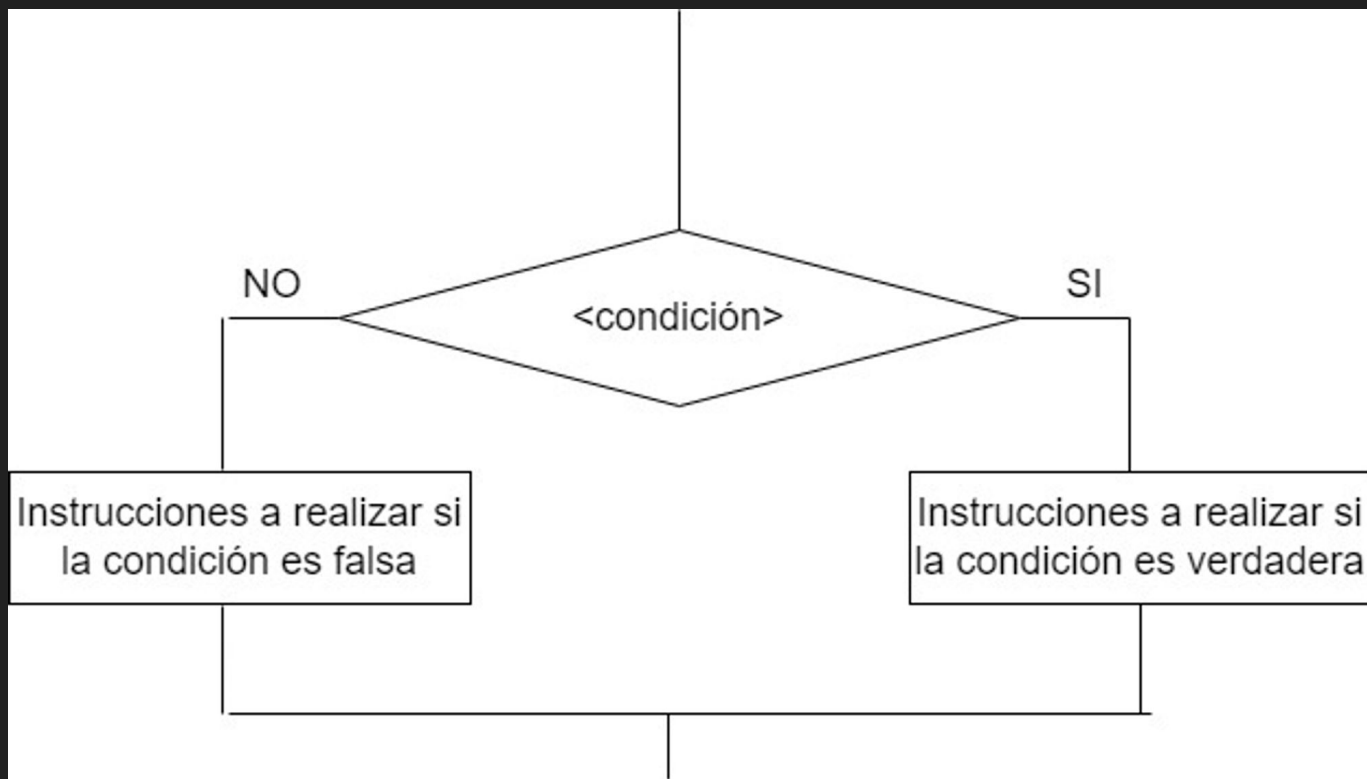 NO
SI
<condición>
Instrucciones a realizar si
la condición es falsa
Instrucciones a realizar si
la condición es verdadera